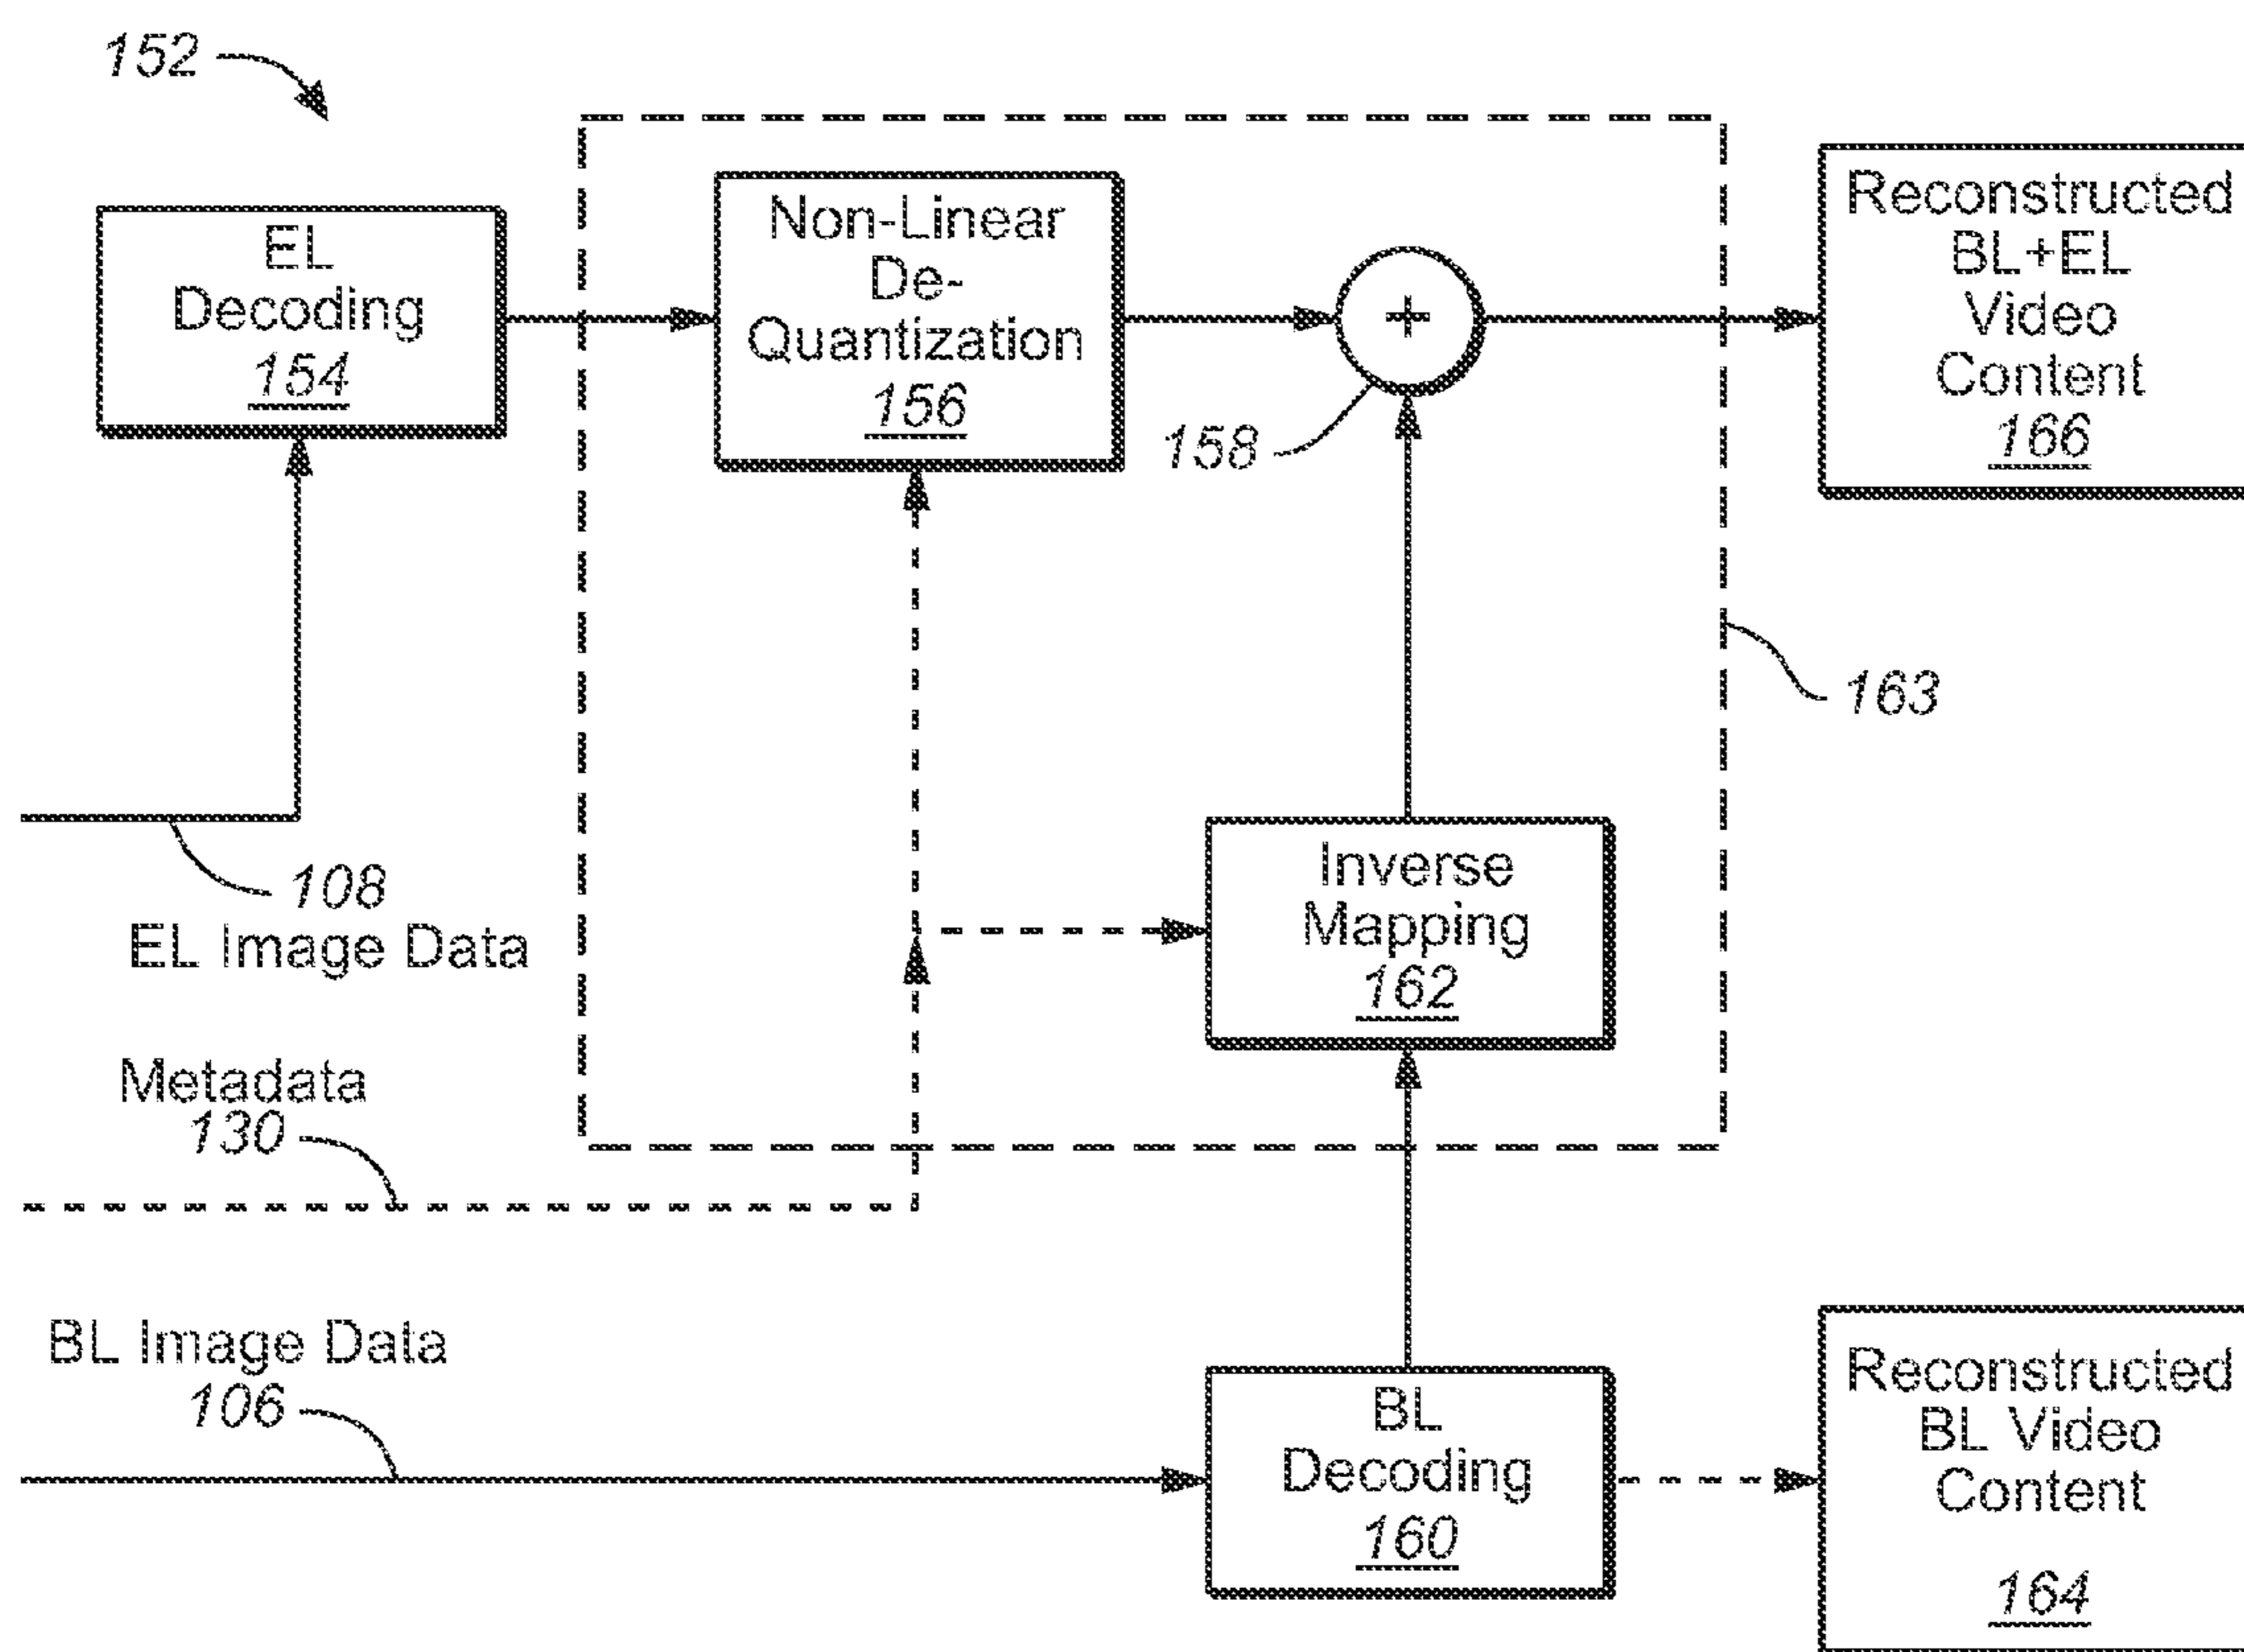 152
EL
Decoding
154
Non-Linear
De-
Quantization
156
+
158
Reconstructed
BL+EL
Video
Content
166
163
108
EL Image Data
Inverse
Mapping
162
Metadata
130
BL Image Data
106
BL
Decoding
160
Reconstructed
BL Video
Content
164